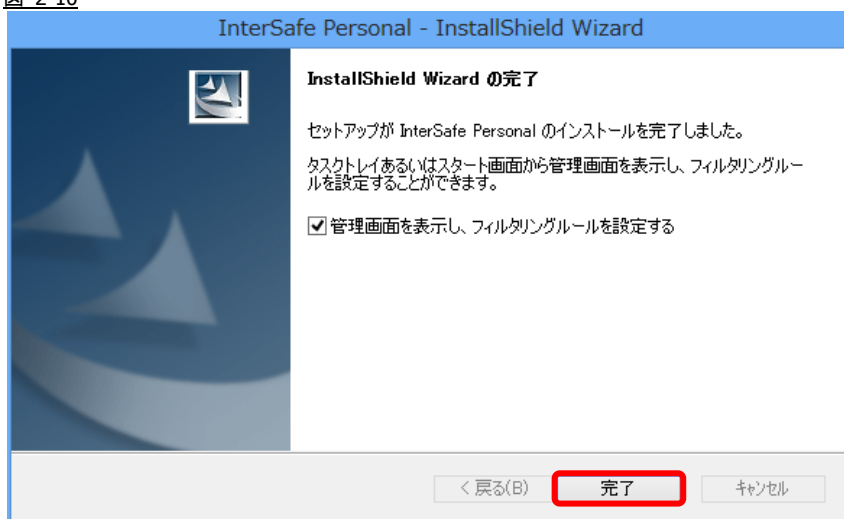 図 2-10
InterSafe Personal - InstallShield Wizard
InstallShield Wizard の完了
セットアップが InterSafe Personal のインストールを完了しました。
タスクトレイあるいはスタート画面から管理画面を表示し、フィルタリングルー
ルを設定することができます。
管理画面を表示し、フィルタリングルールを設定する
< 戻る(B)
完了
キャンセル